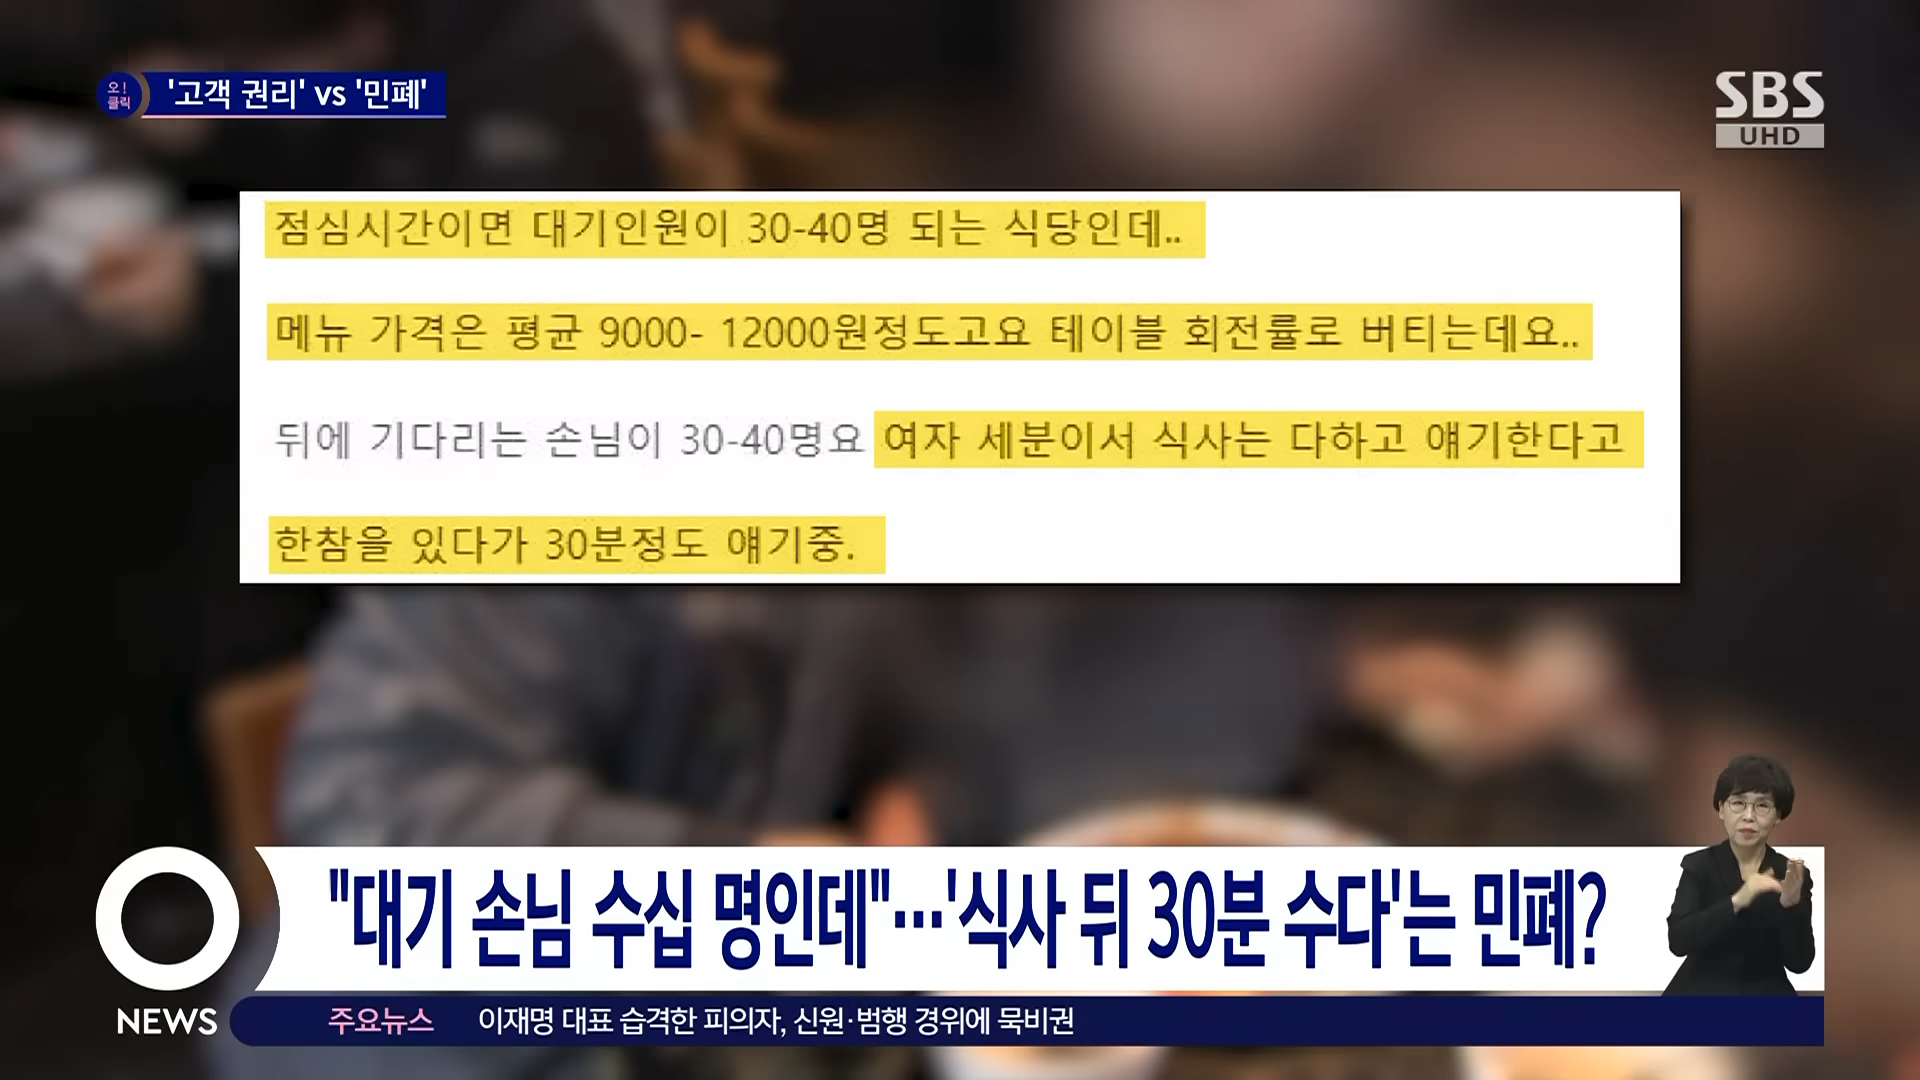 오!
클릭
'고객 권리' vs '민폐'
SBS
UHD
점심시간이면 대기인원이 30-40명 되는 식당인데..
메뉴 가격은 평균 9000- 12000원정도고요 테이블 회전률로 버티는데요..
뒤에 기다리는 손님이 30-40명요 여자 세분이서 식사는 다하고 얘기한다고
한참을 있다가 30분정도 얘기중.
"대기 손님 수십 명인데"…'식사 뒤 30분 수다'는 민폐?
NEWS
주요뉴스 이재명 대표 습격한 피의자, 신원·범행 경위에 묵비권